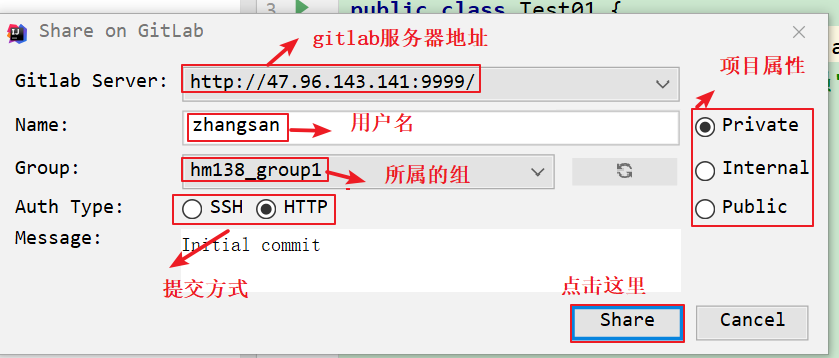 3 public class Test01 {
Share on GitLab
gitlab服务器地址
Gitlab Server: http://47.96.143.141:9999/
项目属性
Name: zhangsan 用户名
Private
Group: hm138_group1 所属的组
Internal
Auth Type: SSH HTTP
Public
Message: Initial commit
提交方式
点击这里
Share Cancel